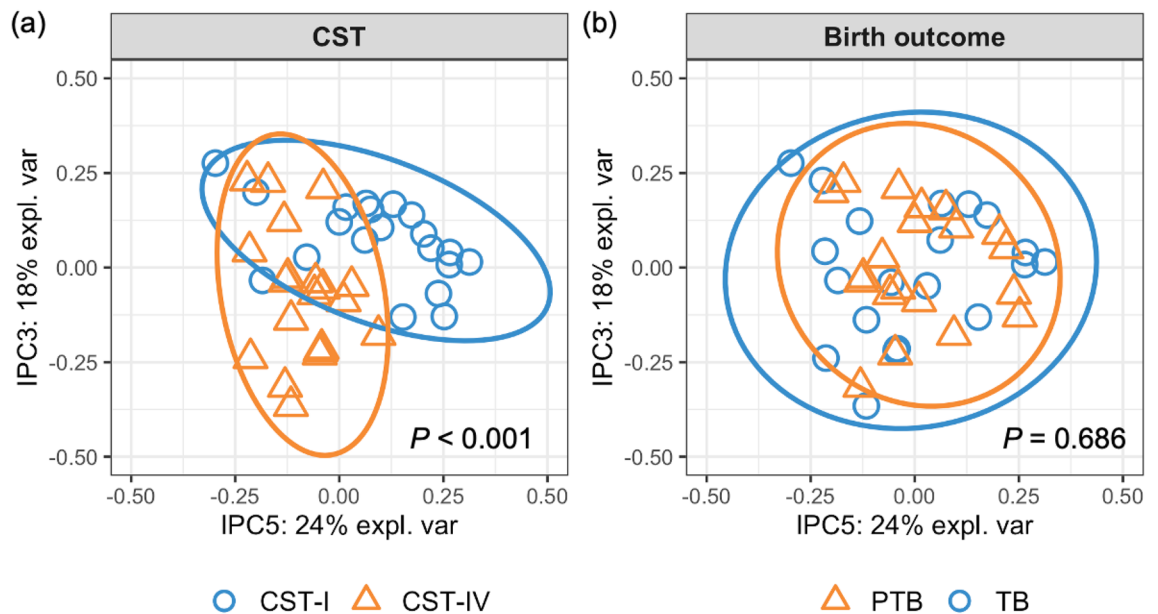 (a)
CST
IPC3: 18% expl. var
0.50
0.25
0.00
-0.25
-0.50
P < 0.001
-0.50 -0.25 0.00 0.25 0.50
IPC5: 24% expl. var
CST-I CST-IV
(b)
Birth outcome
IPC3: 18% expl. var
0.50
0.25
0.00
-0.25
-0.50
P = 0.686
-0.50 -0.25 0.00 0.25 0.50
IPC5: 24% expl. var
PTB TB